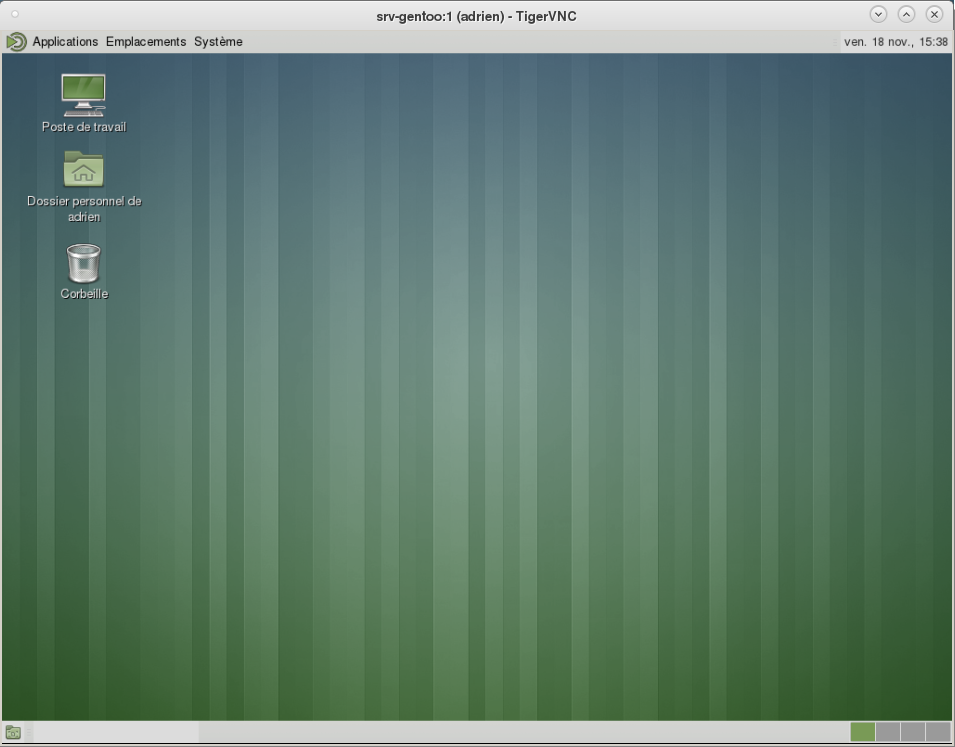 srv-gentoo:1 (adrien) - TigerVNC
Applications Emplacements Système
ven. 18 nov., 15:38
Poste de travail
Dossier personnel de
adrien
Corbeille